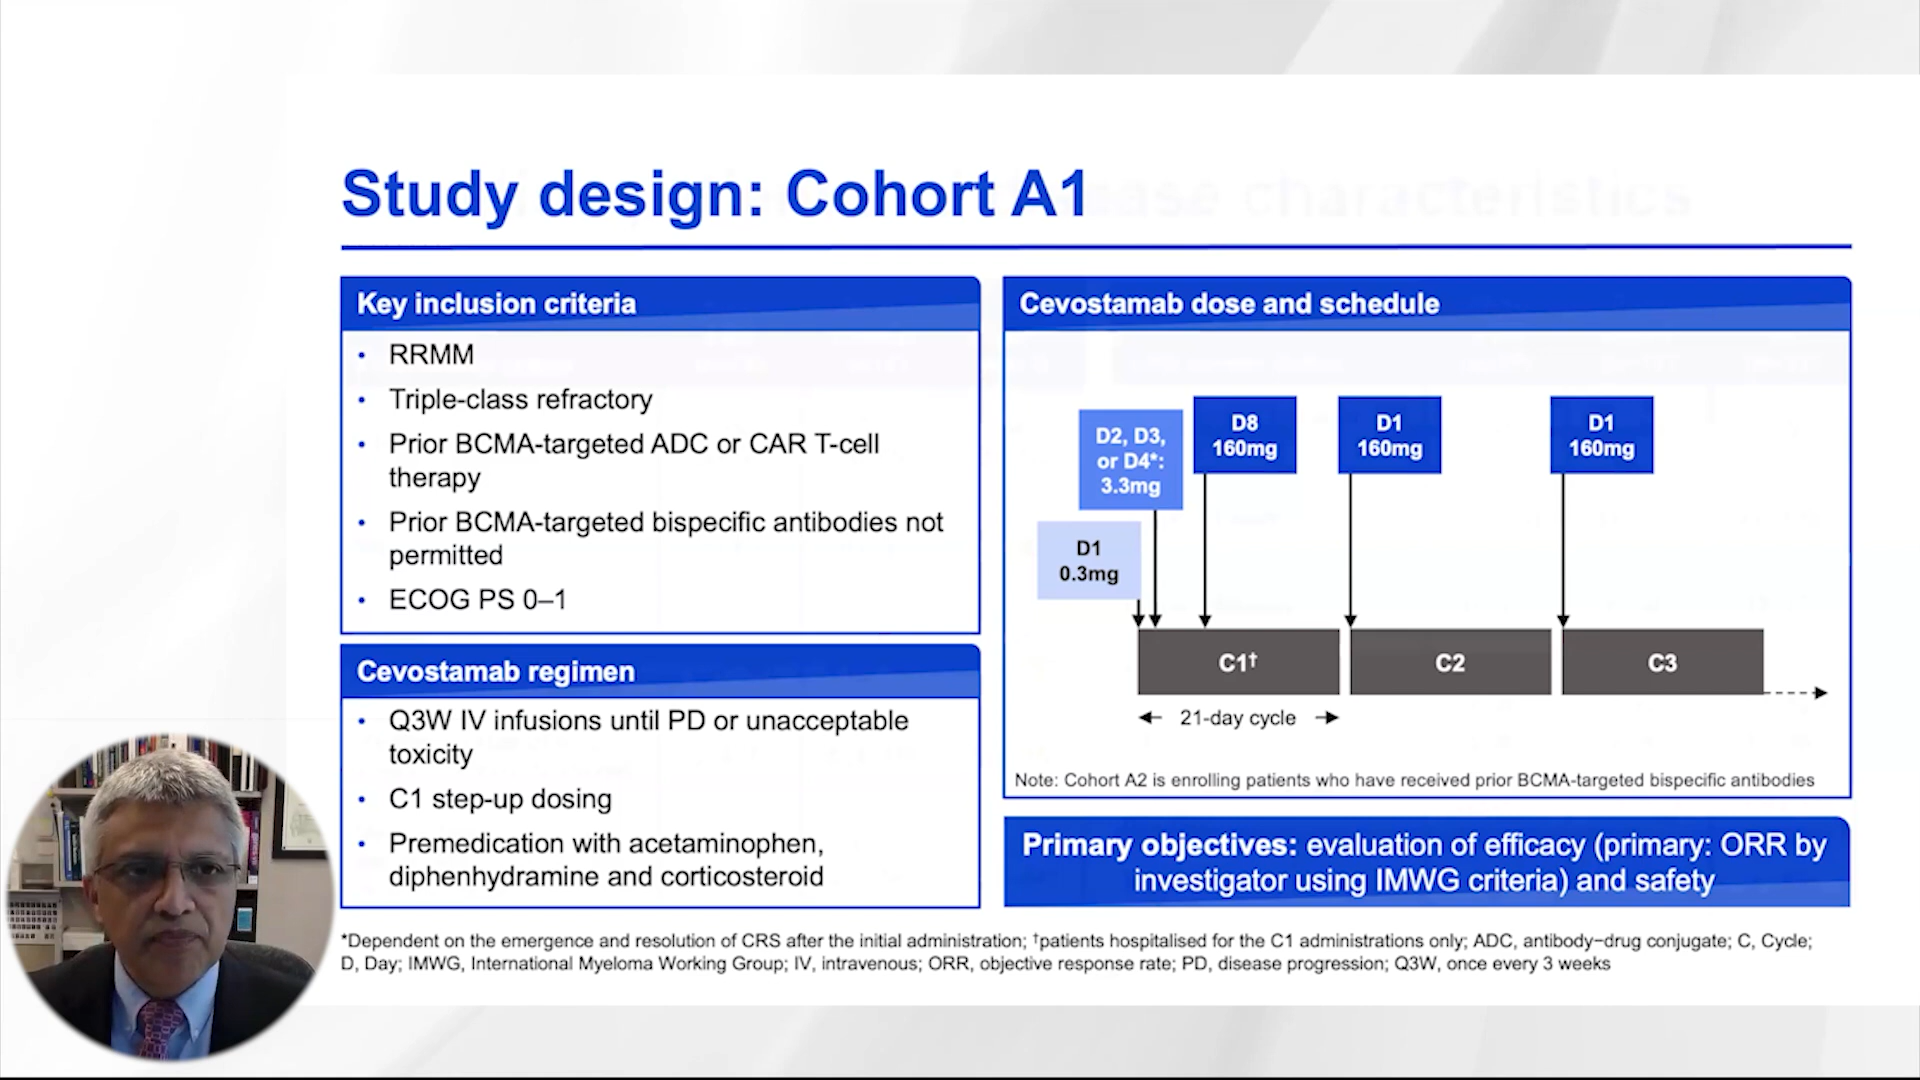 Study design: Cohort A1
Key inclusion criteria
• RRMM
• Triple-class refractory
• Prior BCMA-targeted ADC or CAR T-cell
therapy
• Prior BCMA-targeted bispecific antibodies not
permitted
• ECOG PS 0–1
Cevostamab regimen
• Q3W IV infusions until PD or unacceptable
toxicity
• C1 step-up dosing
• Premedication with acetaminophen,
diphenhydramine and corticosteroid
Cevostamab dose and schedule
D1
0.3mg
D2, D3,
or D4*:
3.3mg
D8
160mg
D1
160mg
D1
160mg
C1†
C2
C3
21-day cycle
Note: Cohort A2 is enrolling patients who have received prior BCMA-targeted bispecific antibodies
Primary objectives: evaluation of efficacy (primary: ORR by
investigator using IMWG criteria) and safety
*Dependent on the emergence and resolution of CRS after the initial administration; †patients hospitalised for the C1 administrations only; ADC, antibody–drug conjugate; C, Cycle;
D, Day; IMWG, International Myeloma Working Group; IV, intravenous; ORR, objective response rate; PD, disease progression; Q3W, once every 3 weeks
characteristics